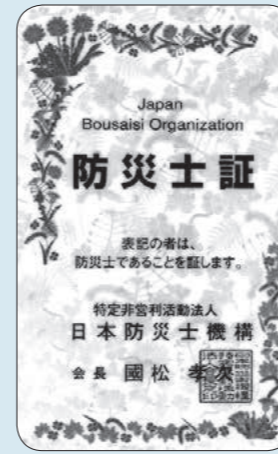 Japan
Bousaisi Organization
防災士証
表記の者は、
防災士であることを証します。
特定非営利活動法人
日本防災士機構
会長 國松 孝次